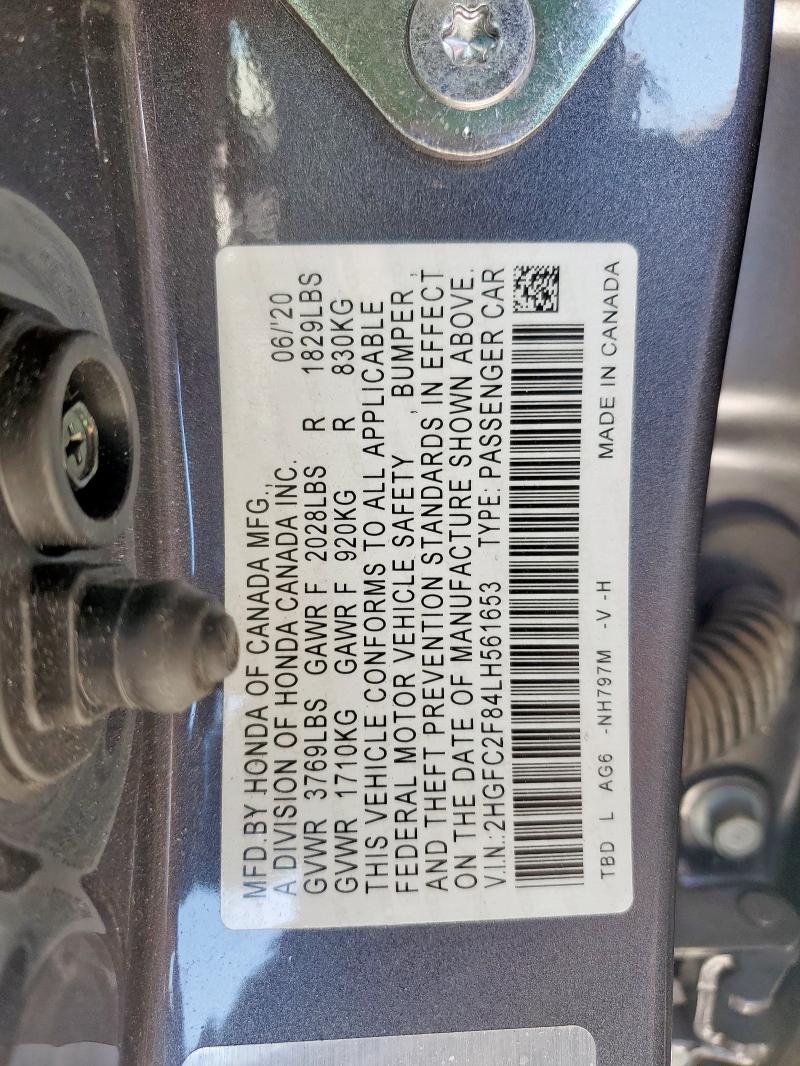 MFD.BY HONDA OF CANADA MFG., 06/'20
A DIVISION OF HONDA CANADA INC.
GVWR 3769LBS GAWR F 2028LBS R 1829LBS
GVWR 1710KG GAWR F 920KG R 830KG
THIS VEHICLE CONFORMS TO ALL APPLICABLE
FEDERAL MOTOR VEHICLE SAFETY , BUMPER ,
AND THEFT PREVENTION STANDARDS IN EFFECT
ON THE DATE OF MANUFACTURE SHOWN ABOVE.
V.I.N.:2HGFC2F84LH561653 TYPE: PASSENGER CAR
TBD L AG6 -NH797M -V -H MADE IN CANADA